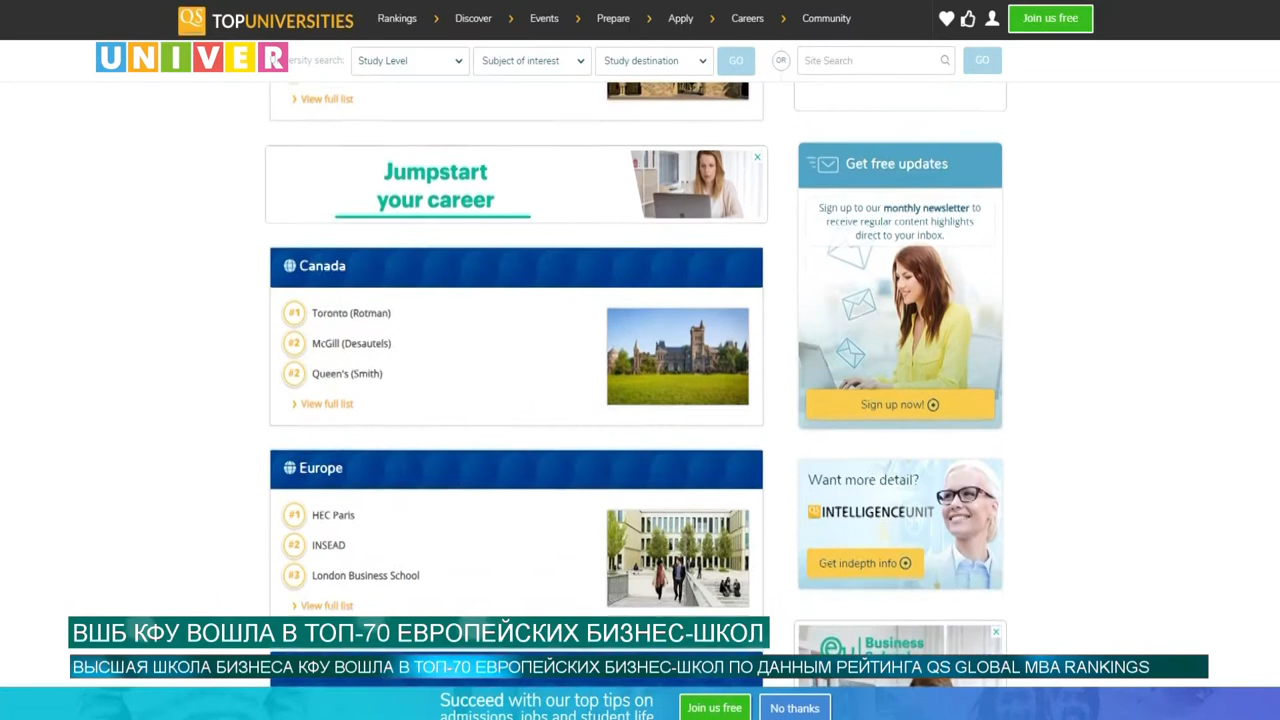 QS TOPUNIVERSITIES
Rankings
Discover
Events
Prepare
Apply
Careers
Community
Join us free
UNIVER
ersity search:
Study Level
Subject of interest
Study destination
GO
OR
Site Search
GO
View full list
Jumpstart
your career
Get free updates
Sign up to our monthly newsletter to
receive regular content highlights
direct to your inbox.
Sign up now!
Canada
#1 Toronto (Rotman)
#2 McGill (Desautels)
#2 Queen's (Smith)
View full list
Europe
#1 HEC Paris
#2 INSEAD
#3 London Business School
View full list
Want more detail?
QS INTELLIGENCEUNIT
Get indepth info
Business
ВШБ КФУ ВОШЛА В ТОП-70 ЕВРОПЕЙСКИХ БИЗНЕС-ШКОЛ
ВЫСШАЯ ШКОЛА БИЗНЕСА КФУ ВОШЛА В ТОП-70 ЕВРОПЕЙСКИХ БИЗНЕС-ШКОЛ ПО ДАННЫМ РЕЙТИНГА QS GLOBAL MBA RANKINGS
Succeed with our top tips on
admissions, jobs and student life
Join us free
No thanks